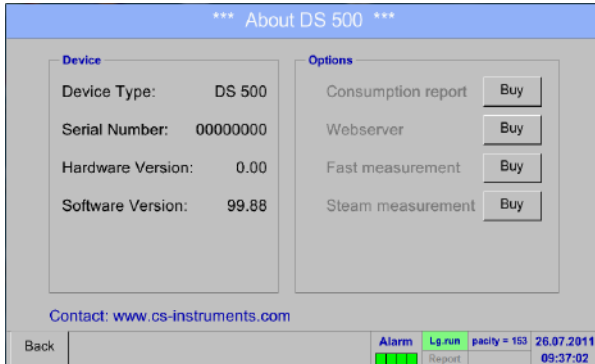 *** About DS 500 ***
Device
Device Type: DS 500
Serial Number: 00000000
Hardware Version: 0.00
Software Version: 99.88
Options
Consumption report Buy
Webserver Buy
Fast measurement Buy
Steam measurement Buy
Contact: www.cs-instruments.com
Back
Alarm Lg.run pacity = 153 26.07.2011
Report 09:37:02